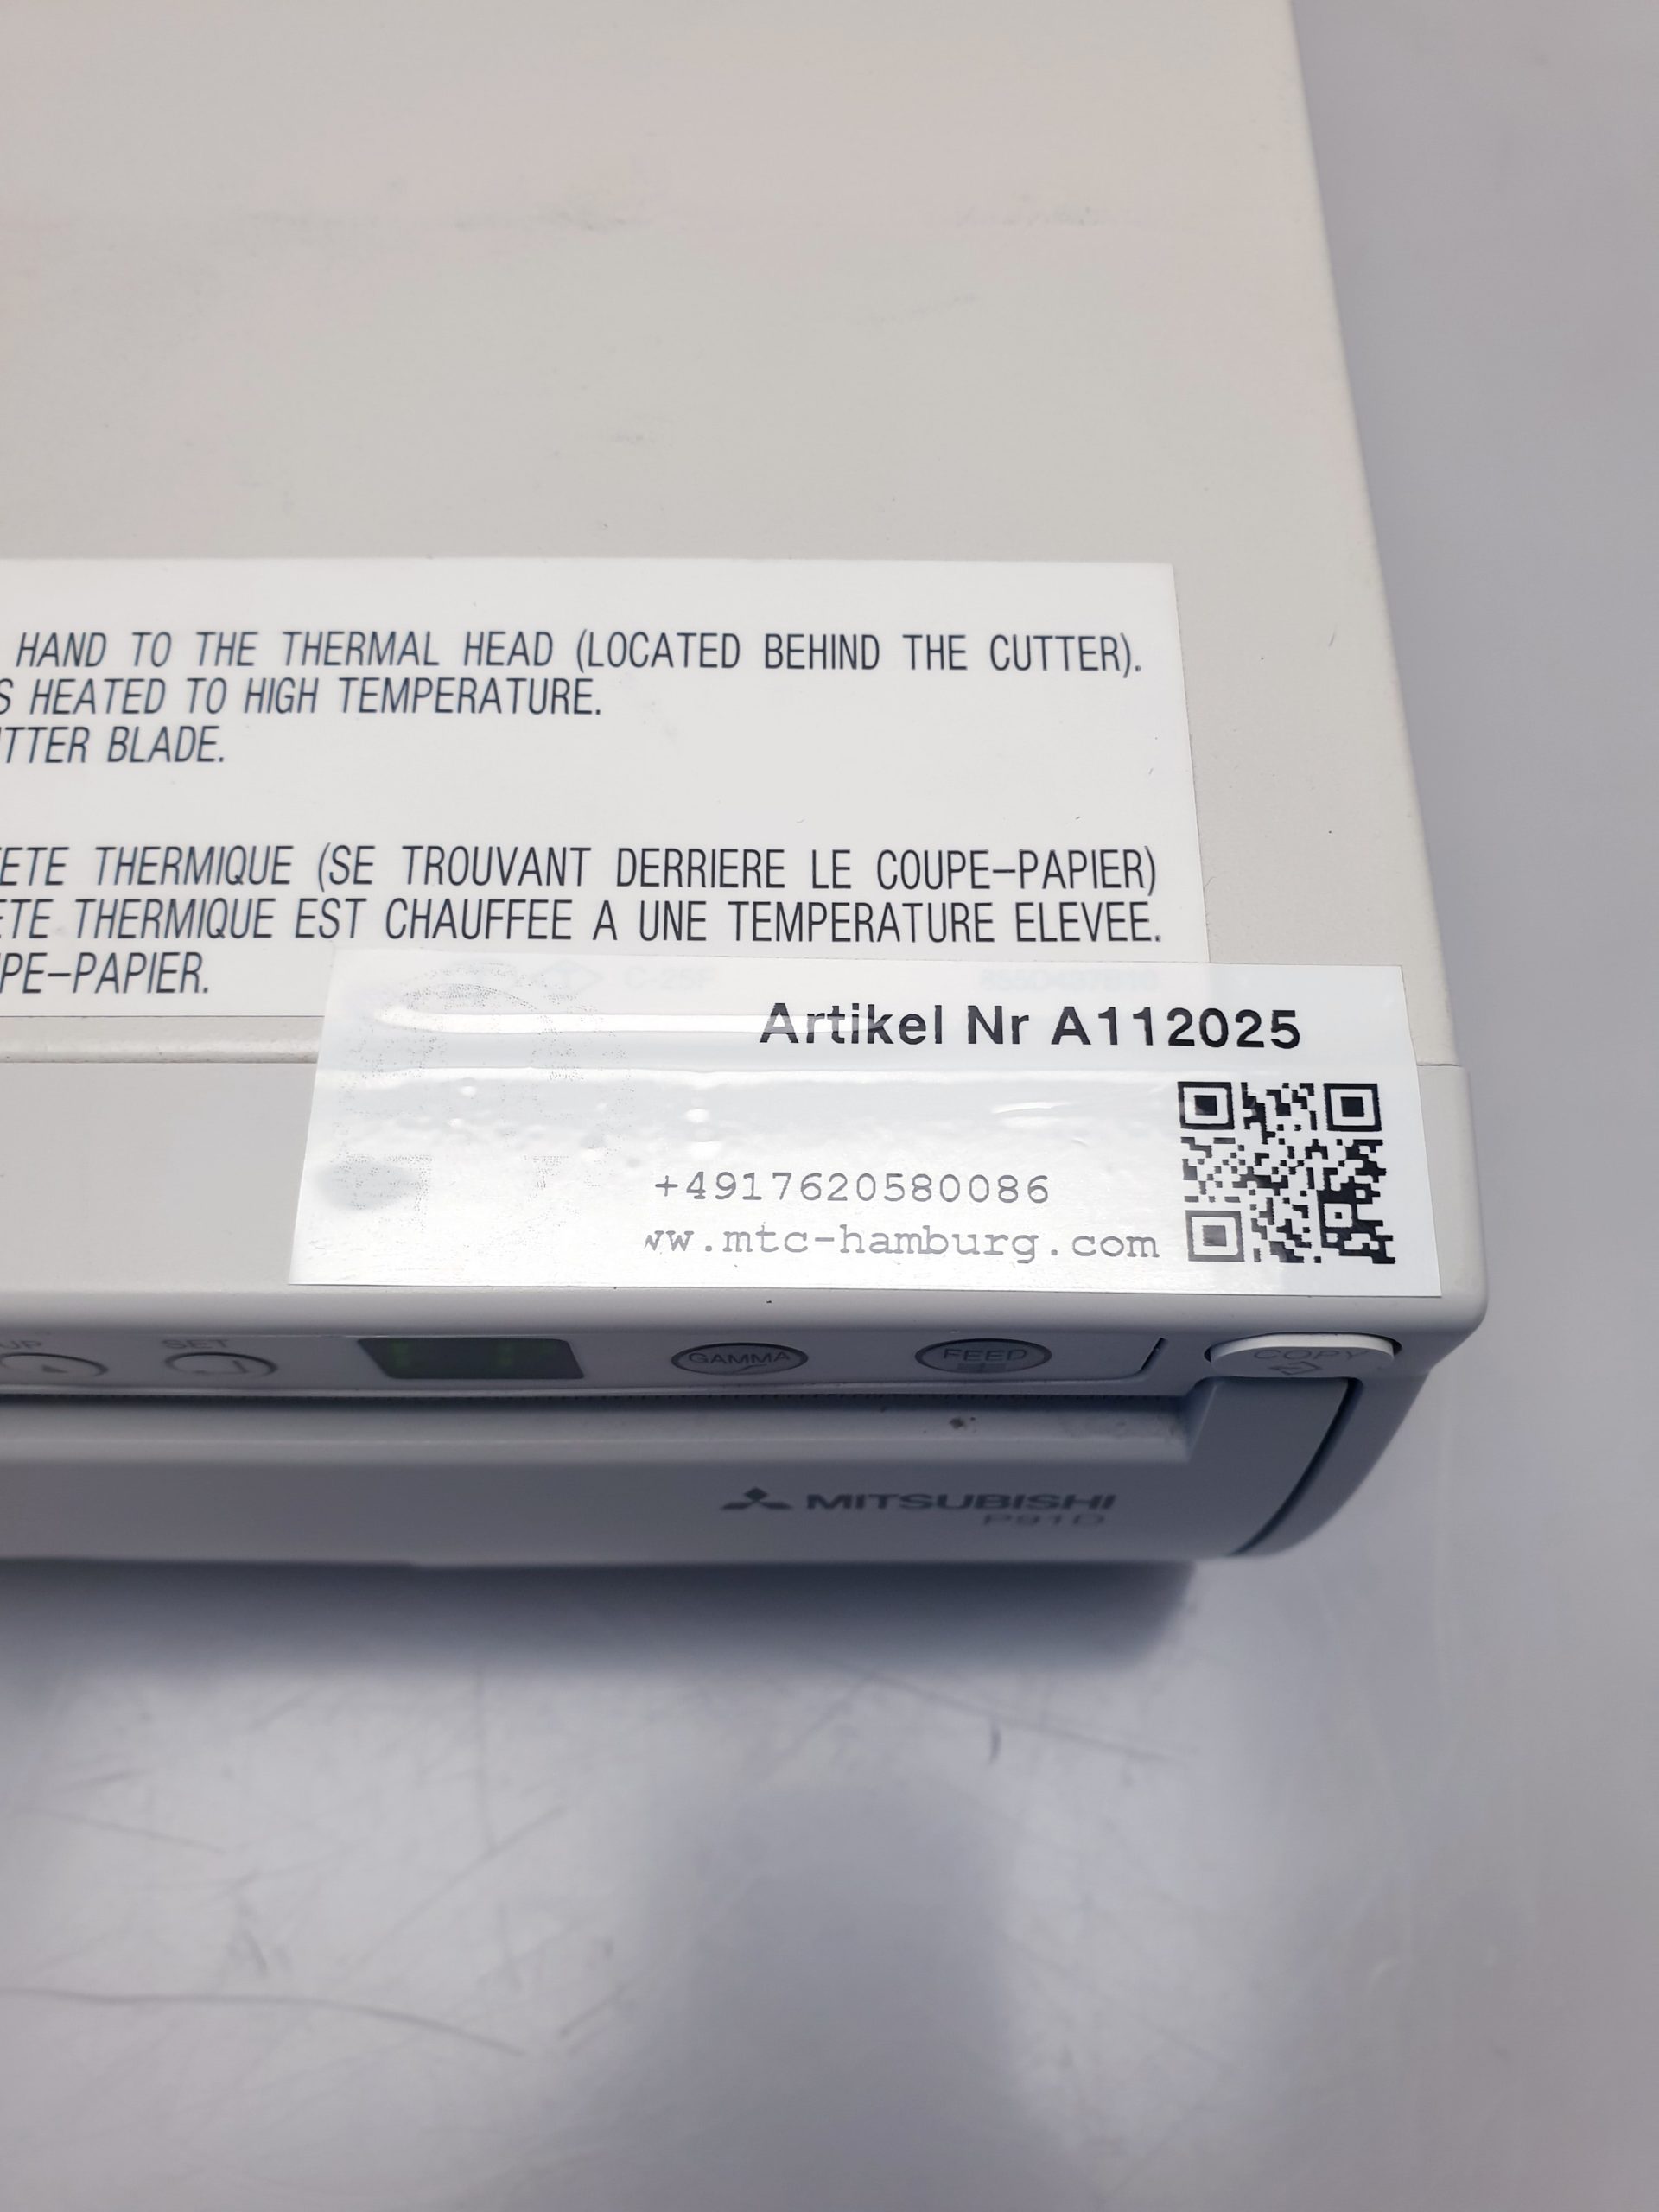 HAND TO THE THERMAL HEAD (LOCATED BEHIND THE CUTTER).
S HEATED TO HIGH TEMPERATURE.
TTER BLADE.
ETE THERMIQUE (SE TROUVANT DERRIERE LE COUPE-PAPIER)
ETE THERMIQUE EST CHAUFFEE A UNE TEMPERATURE ELEVEE.
PE-PAPIER.
C-25F
Artikel Nr A112025
+4917620580086
w.mtc-hamburg.com
UP SET GAMMA FEED COPY
MITSUBISHI
P91D